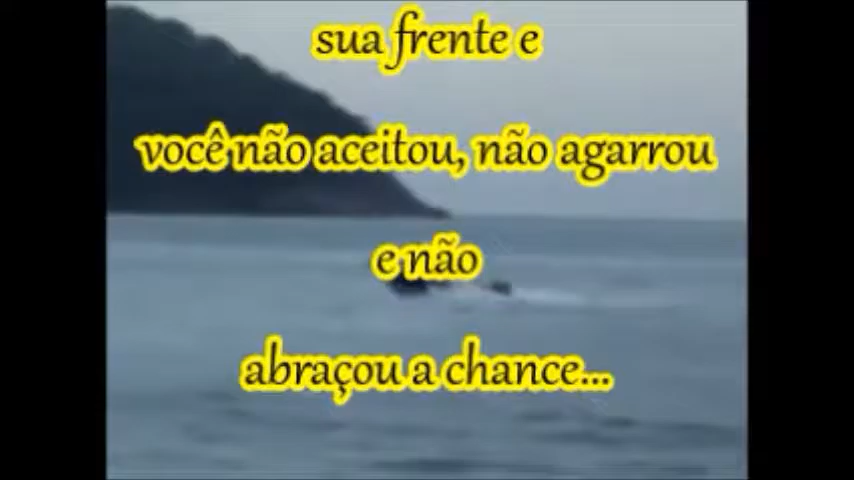 sua frente e
você não aceitou, não agarrou
e não
abraçou a chance...